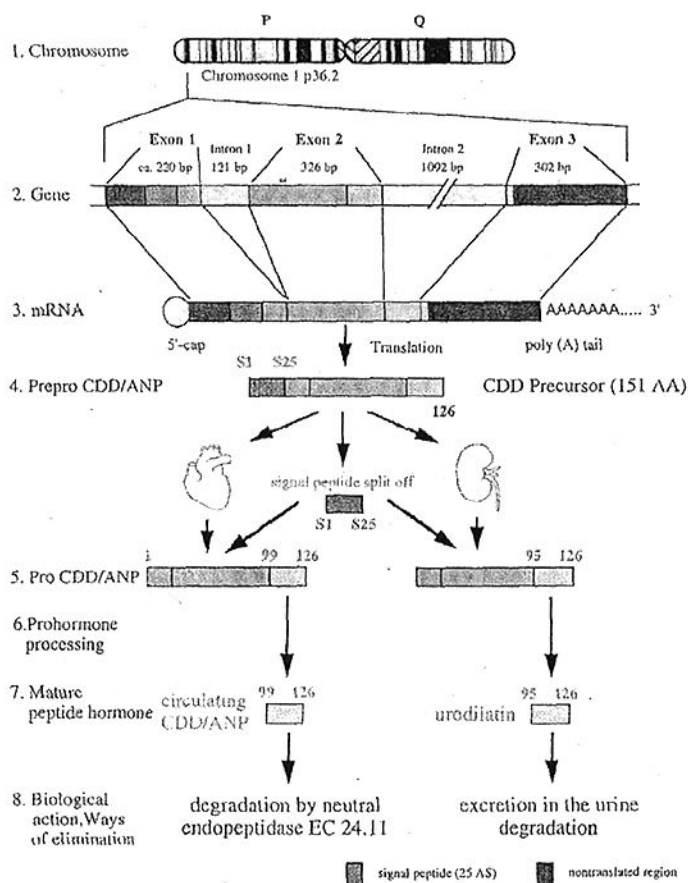 P Q
1. Chromosome
Chromosome 1 p36.2
Exon 1 Intron 1 Exon 2 Intron 2 Exon 3
ca. 220 bp 121 bp 326 bp 1092 bp 302 bp
2. Gene
3. mRNA AAAAAAA..... 3'
5'-cap Translation poly (A) tail
S1 S25
4. Prepro CDD/ANP CDD Precursor (151 AA)
126
signal peptide split off
S1 S25
1 99 126 95 126
5. Pro CDD/ANP
6.Prohormone
processing
7. Mature
peptide hormone
99 126 95 126
circulating
CDD/ANP
urodilatin
8. Biological
action,Ways
of elimination
degradation by neutral
endopeptidase EC 24.11
excretion in the urine
degradation
signal peptide (25 AS) nontranslated region